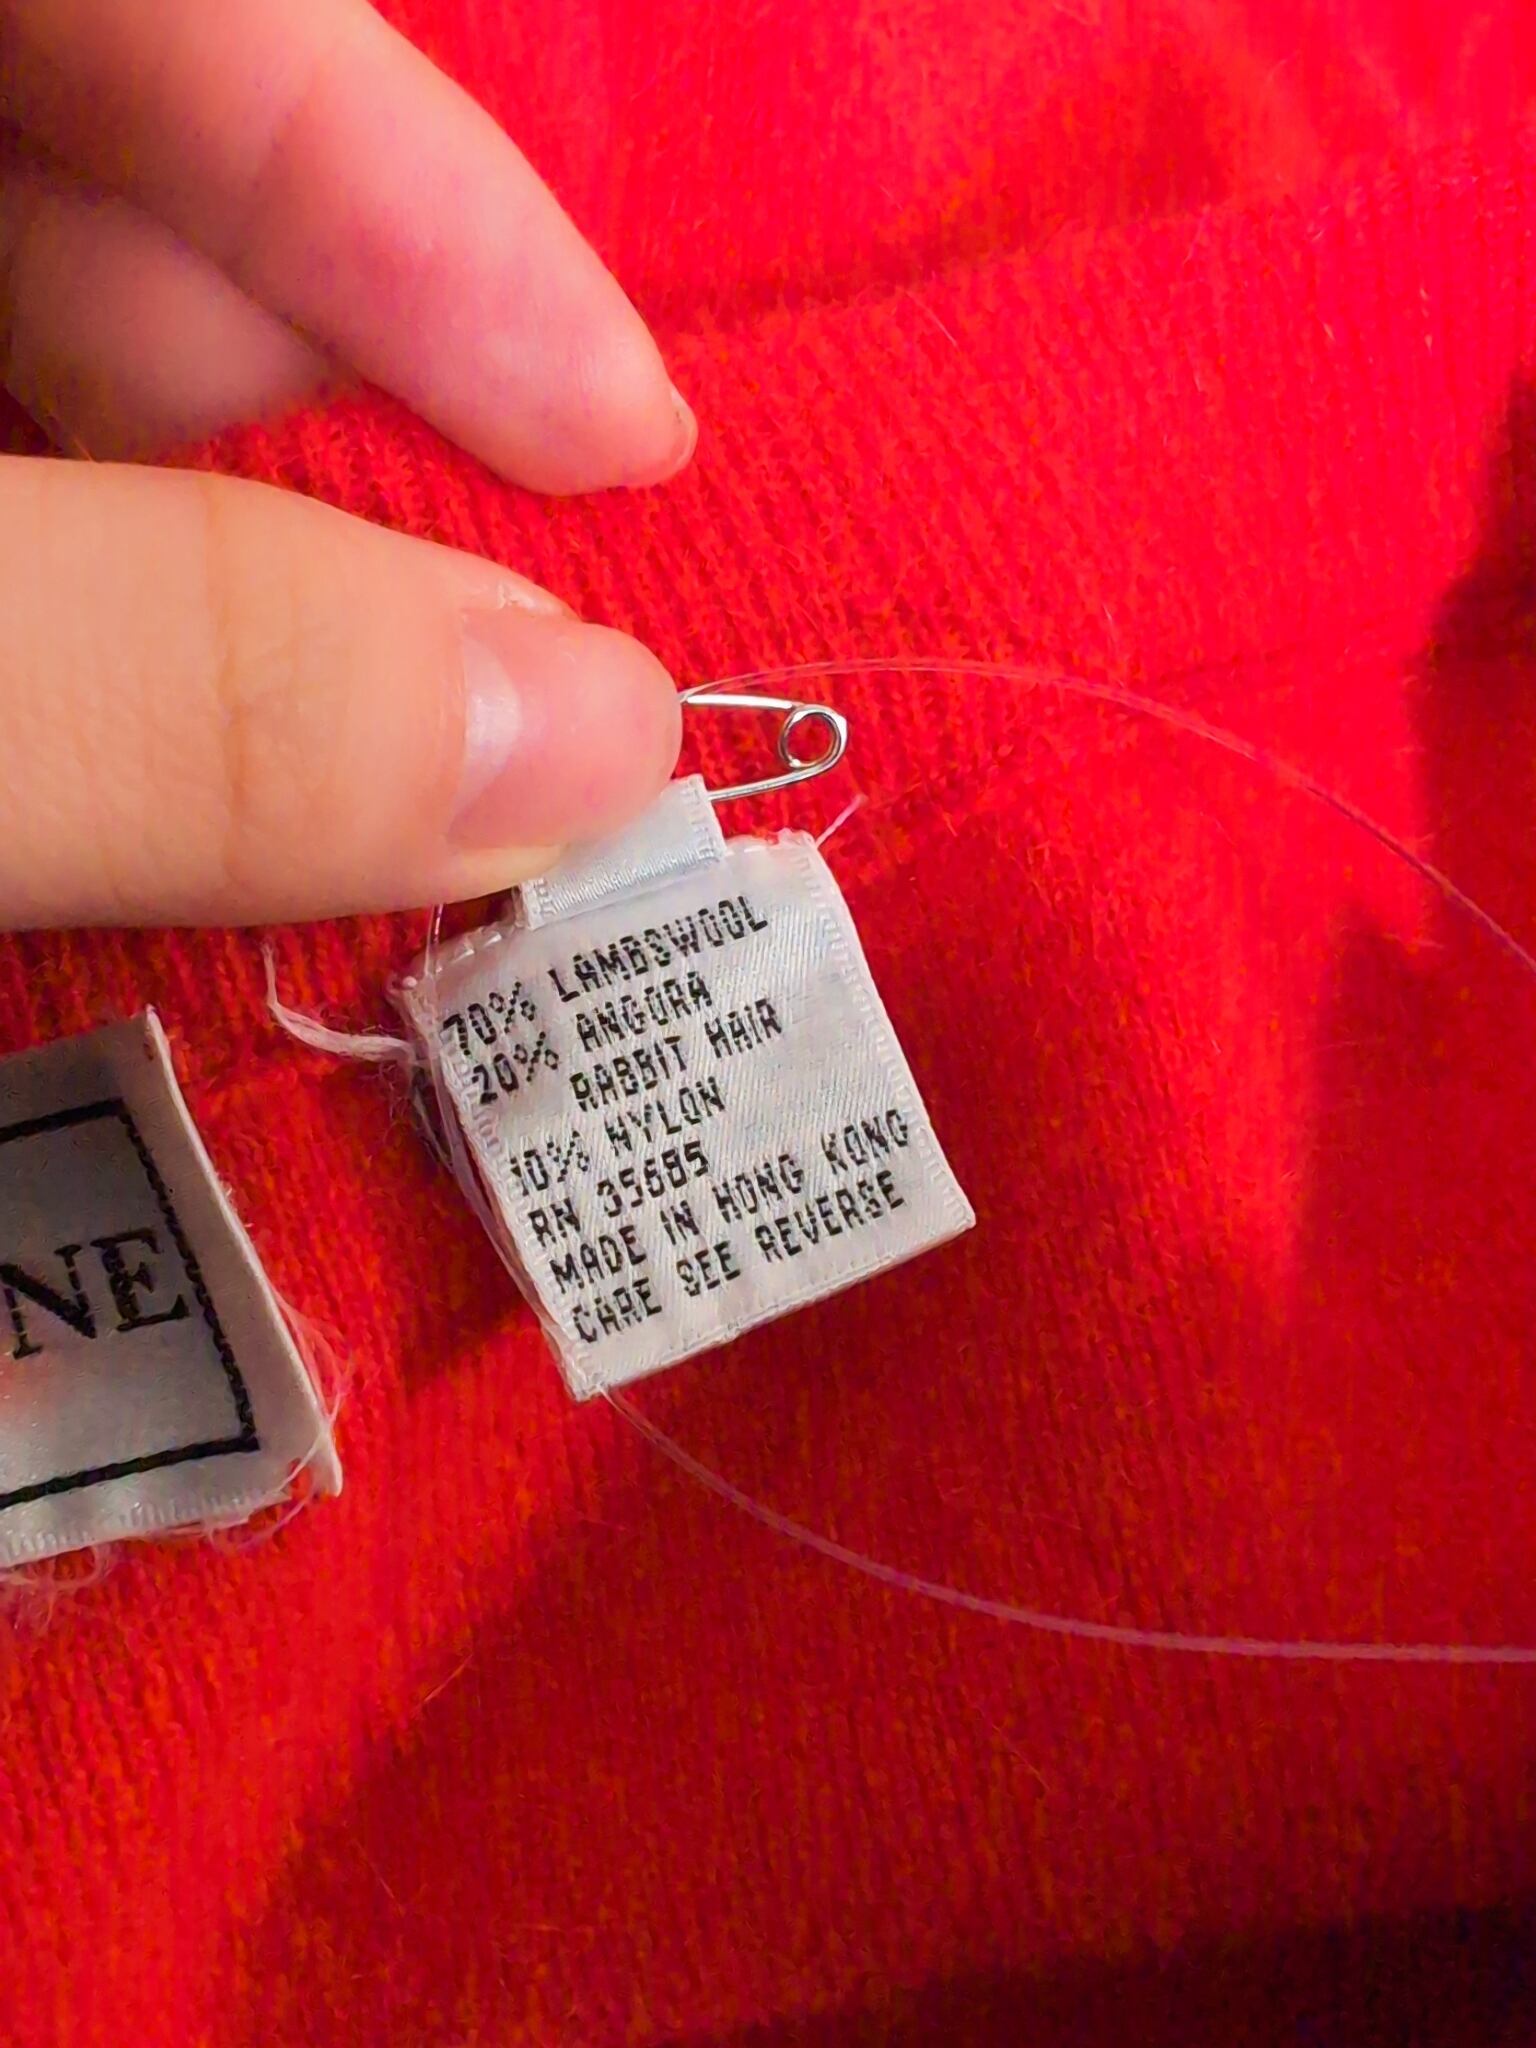 70% LAMBSWOOL
20% ANGORA
RABBIT HAIR
10% NYLON
RN 35685
MADE IN HONG KONG
CARE SEE REVERSE
NE